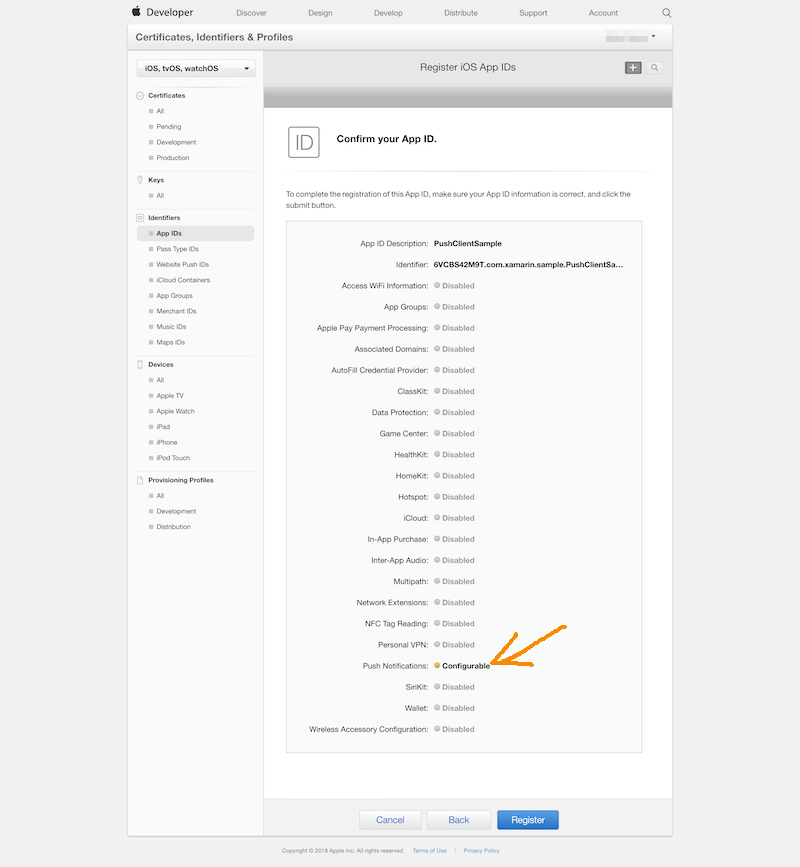 Developer
Discover
Design
Develop
Distribute
Support
Account
Certificates, Identifiers & Profiles
iOS, tvOS, watchOS
Certificates
All
Pending
Development
Production
Keys
All
Identifiers
App IDs
Pass Type IDs
Website Push IDs
iCloud Containers
App Groups
Merchant IDs
Music IDs
Maps IDs
Devices
All
Apple TV
Apple Watch
iPad
iPhone
iPod Touch
Provisioning Profiles
All
Development
Distribution
Register iOS App IDs
ID
Confirm your App ID.
To complete the registration of this App ID, make sure your App ID information is correct, and click the
submit button.
App ID Description: PushClientSample
Identifier: 6VCBS42M9T.com.xamarin.sample.PushClientSa...
Access WiFi Information: Disabled
App Groups: Disabled
Apple Pay Payment Processing: Disabled
Associated Domains: Disabled
AutoFill Credential Provider: Disabled
ClassKit: Disabled
Data Protection: Disabled
Game Center: Disabled
HealthKit: Disabled
HomeKit: Disabled
Hotspot: Disabled
iCloud: Disabled
In-App Purchase: Disabled
Inter-App Audio: Disabled
Multipath: Disabled
Network Extensions: Disabled
NFC Tag Reading: Disabled
Personal VPN: Disabled
Push Notifications: Configurable
SiriKit: Disabled
Wallet: Disabled
Wireless Accessory Configuration: Disabled
Cancel
Back
Register
Copyright © 2018 Apple Inc. All rights reserved. Terms of Use Privacy Policy